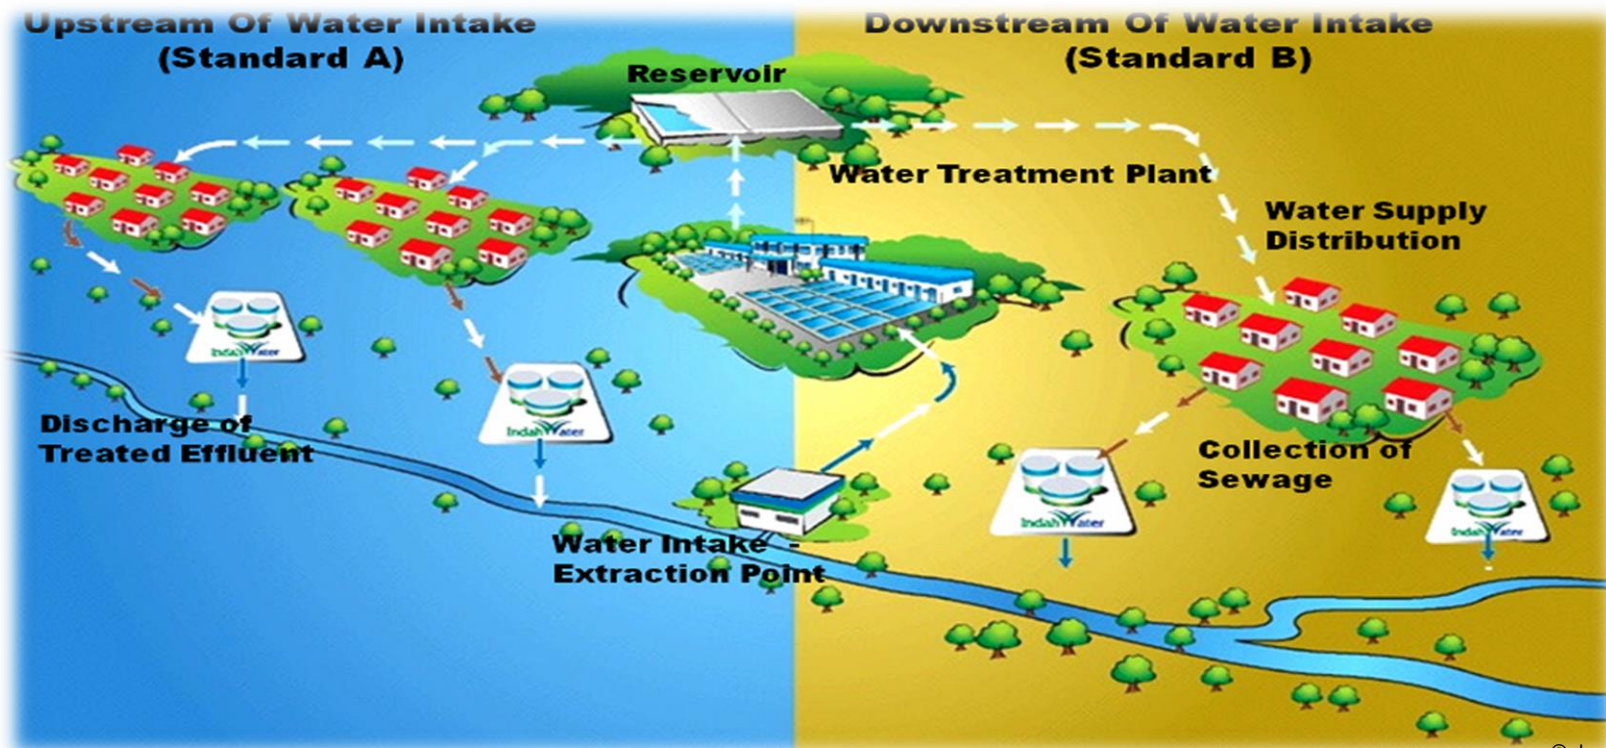 Upstream Of Water Intake
(Standard A)
Downstream Of Water Intake
(Standard B)
Reservoir
Water Treatment Plant
Water Supply
Distribution
IndahWater
Discharge of
Treated Effluent
IndahWater
Collection of
Sewage
IndahWater
IndahWater
Water Intake -
Extraction Point